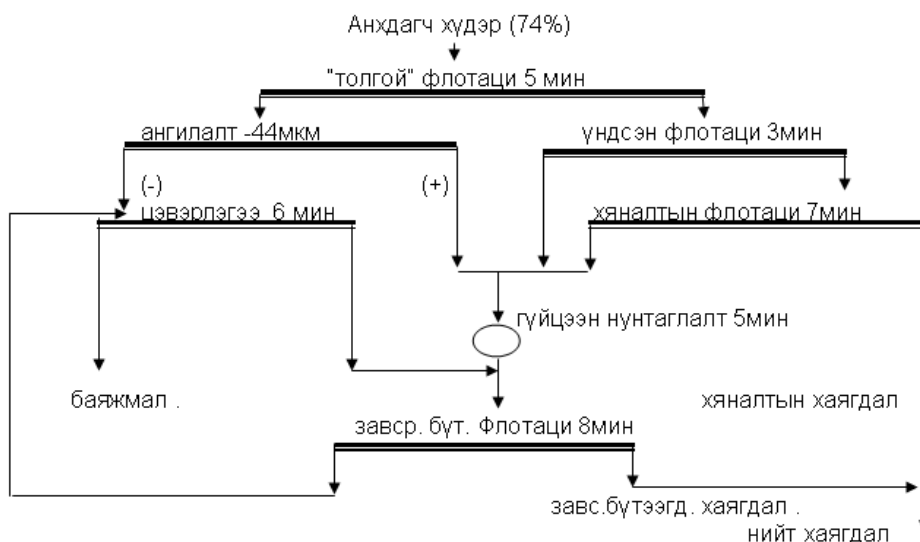 Анхдагч хүдэр (74%)
"толгой" флотаци 5 мин
ангилалт -44мкм
үндсэн флотаци 3мин
(-)
(+)
цэвэрлэгээ 6 мин
хяналтын флотаци 7мин
гүйцээн нунтаглалт 5мин
баяжмал .
хяналтын хаягдал
завср. бүт. Флотаци 8мин
завс.бүтээгд. хаягдал .
нийт хаягдал